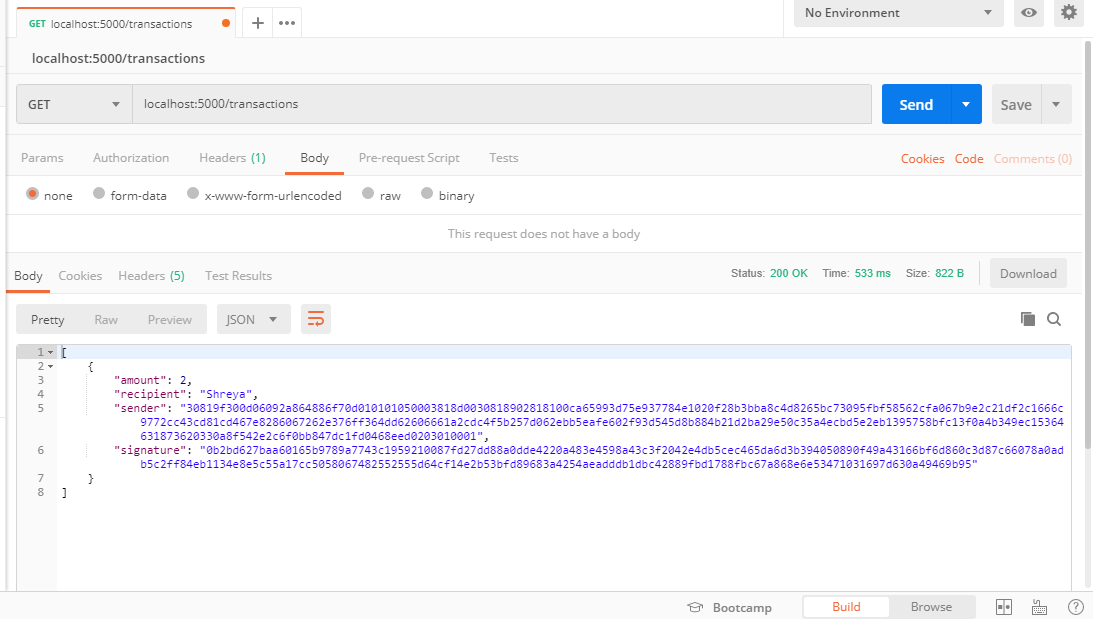 GET localhost:5000/transactions
No Environment
localhost:5000/transactions
GET localhost:5000/transactions Send Save
Params Authorization Headers (1) Body Pre-request Script Tests Cookies Code Comments (0)
none form-data x-www-form-urlencoded raw binary
This request does not have a body
Body Cookies Headers (5) Test Results Status: 200 OK Time: 533 ms Size: 822 B Download
Pretty Raw Preview JSON
1 [
2 {
3 "amount": 2,
4 "recipient": "Shreya",
5 "sender": "30819f300d06092a864886f70d010101050003818d0030818902818100ca65993d75e937784e1020f28b3bba8c4d8265bc73095fbf58562cfa067b9e2c21df2c1666c
9772cc43cd81cd467e8286067262e376ff364dd62606661a2cdc4f5b257d062ebb5eafe602f93d545d8b884b21d2ba29e50c35a4ecbd5e2eb1395758bfc13f0a4b349ec15364
631873620330a8f542e2c6f0bb847dc1fd0468eed0203010001",
6 "signature": "0b2bd627baa60165b9789a7743c1959210087fd27dd88a0dde4220a483e4598a43c3f2042e4db5cec465da6d3b394050890f49a43166bf6d860c3d87c66078a0ad
b5c2ff84eb1134e8e5c55a17cc5058067482552555d64cf14e2b53bfd89683a4254aeadddb1dbc42889fbd1788fbc67a868e6e53471031697d630a49469b95"
7 }
8 ]
Bootcamp Build Browse